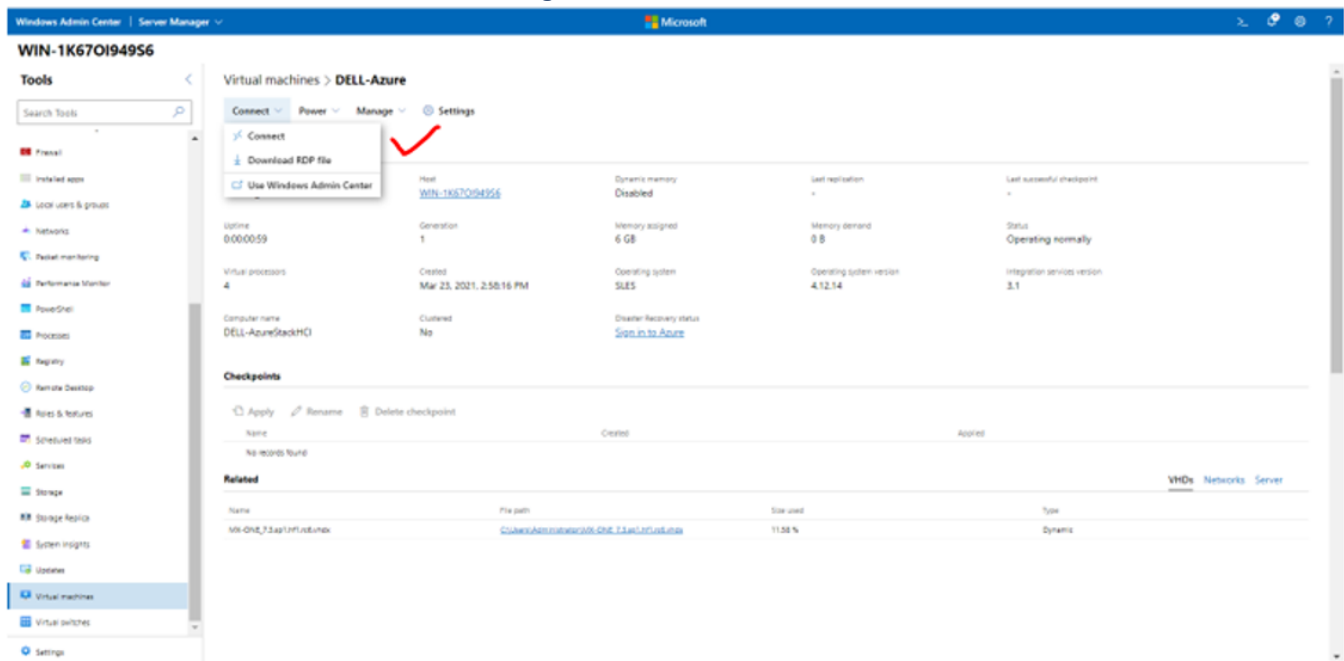 Windows Admin Center | Server Manager
Microsoft
WIN-1K67OI949S6
Tools
Virtual machines > DELL-Azure
Search Tools
Connect
Power
Manage
Settings
Connect
Download RDP file
Use Windows Admin Center
Firewall
Installed apps
Local users & groups
Networks
Packet monitoring
Performance Monitor
PowerShell
Processes
Registry
Remote Desktop
Roles & features
Scheduled tasks
Services
Storage
Storage Replica
System Insights
Updates
Virtual machines
Virtual switches
Settings
Host
WIN-1K67OI949S6
Dynamic memory
Disabled
Last replication
-
Last successful checkpoint
-
Uptime
0:00:00:59
Generation
1
Memory assigned
6 GB
Memory demand
0 B
Status
Operating normally
Virtual processors
4
Created
Mar 23, 2021, 2:58:16 PM
Operating system
SLES
Operating system version
4.12.14
Integration services version
3.1
Computer name
DELL-AzureStackHCI
Clustered
No
Disaster Recovery status
Sign in to Azure
Checkpoints
Apply
Rename
Delete checkpoint
Name
Created
Applied
No records found
Related
VHDs Networks Server
Name
File path
Size used
Type
11.58 %
Dynamic